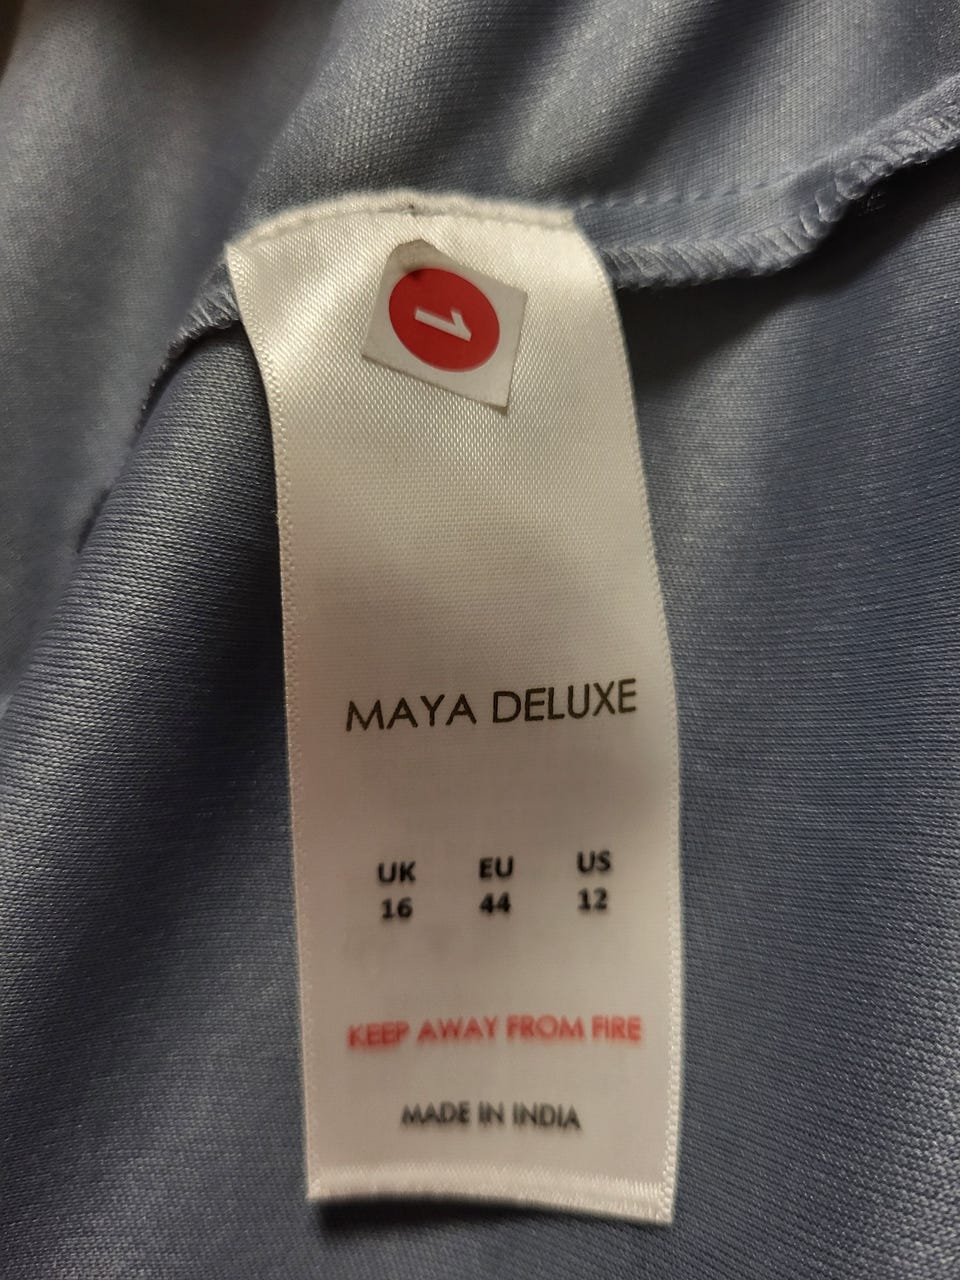 1
MAYA DELUXE
UK EU US
16 44 12
KEEP AWAY FROM FIRE
MADE IN INDIA